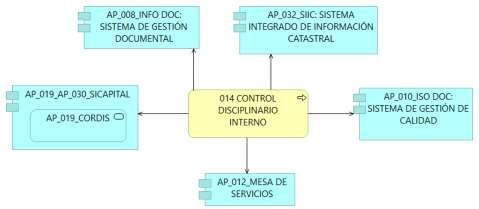 AP_008_INFO DOC:
SISTEMA DE GESTIÓN
DOCUMENTAL
AP_032_SIIC: SISTEMA
INTEGRADO DE INFORMACIÓN
CATASTRAL
AP_019_AP_030_SICAPITAL
AP_019_CORDIS
014 CONTROL
DISCIPLINARIO
INTERNO
AP_010_ISO DOC:
SISTEMA DE GESTIÓN DE
CALIDAD
AP_012_MESA DE
SERVICIOS